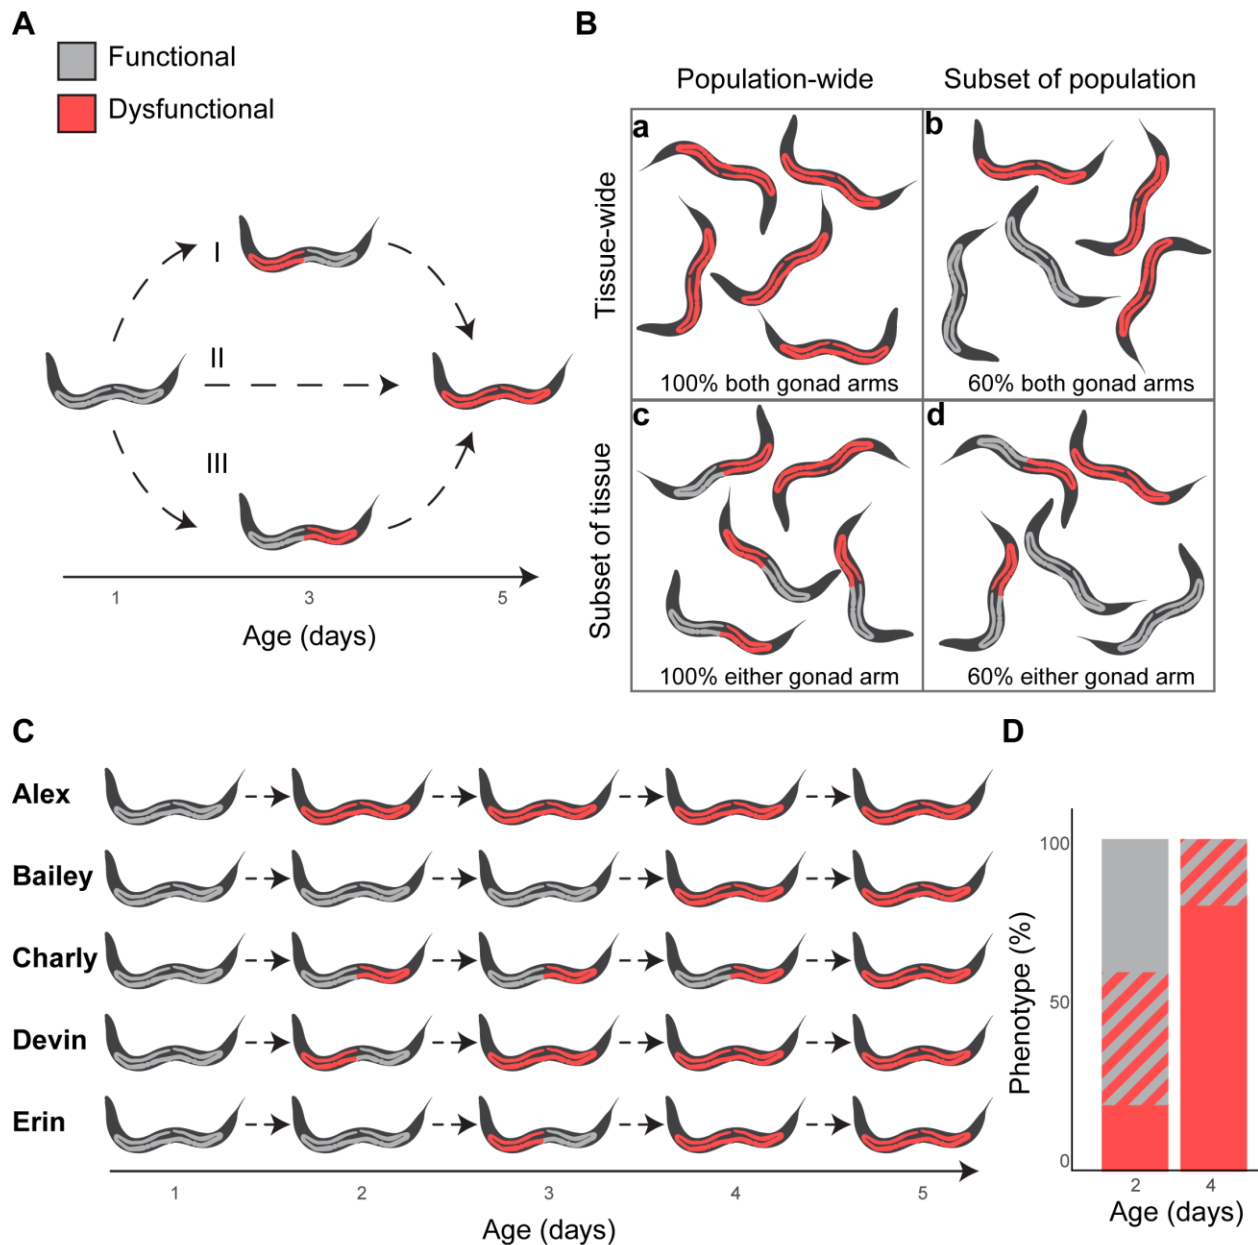 A
Functional
Dysfunctional
I
II
III
1 3 5
Age (days)
B
Population-wide Subset of population
Tissue-wide
a
100% both gonad arms
b
60% both gonad arms
Subset of tissue
c
100% either gonad arm
d
60% either gonad arm
C
Alex
Bailey
Charly
Devin
Erin
1 2 3 4 5
Age (days)
D
Phenotype (%)
100
50
0
2 4
Age (days)